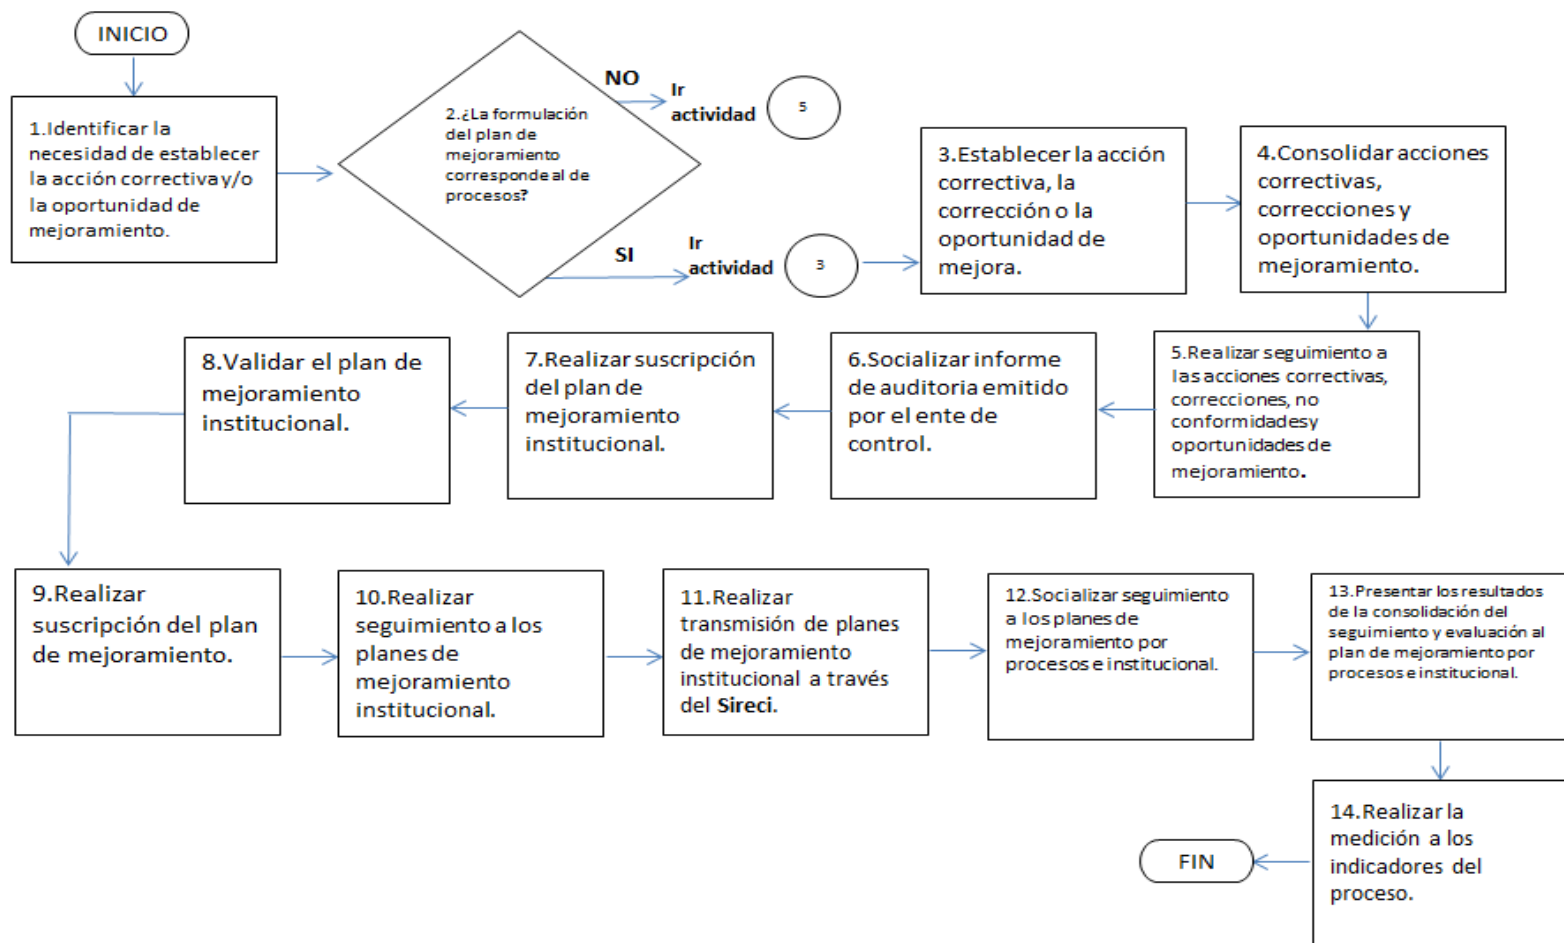 INICIO
1.Identificar la
necesidad de establecer
la acción correctiva y/o
la oportunidad de
mejoramiento.
2.¿La formulación
del plan de
mejoramiento
corresponde al de
procesos?
NO
Ir
actividad
5
SI
Ir
actividad
3
3.Establecer la acción
correctiva, la
corrección o la
oportunidad de
mejora.
4.Consolidar acciones
correctivas,
correcciones y
oportunidades de
mejoramiento.
5.Realizar seguimiento a
las acciones correctivas,
correcciones, no
conformidades y
oportunidades de
mejoramiento.
6.Socializar informe
de auditoria emitido
por el ente de
control.
7.Realizar suscripción
del plan de
mejoramiento
institucional.
8.Validar el plan de
mejoramiento
institucional.
9.Realizar
suscripción del plan
de mejoramiento.
10.Realizar
seguimiento a los
planes de
mejoramiento
institucional.
11.Realizar
transmisión de planes
de mejoramiento
institucional a través
del Sireci.
12.Socializar seguimiento
a los planes de
mejoramiento por
procesos e institucional.
13.Presentar los resultados
de la consolidación del
seguimiento y evaluación al
plan de mejoramiento por
procesos e institucional.
14.Realizar la
medición a los
indicadores del
proceso.
FIN